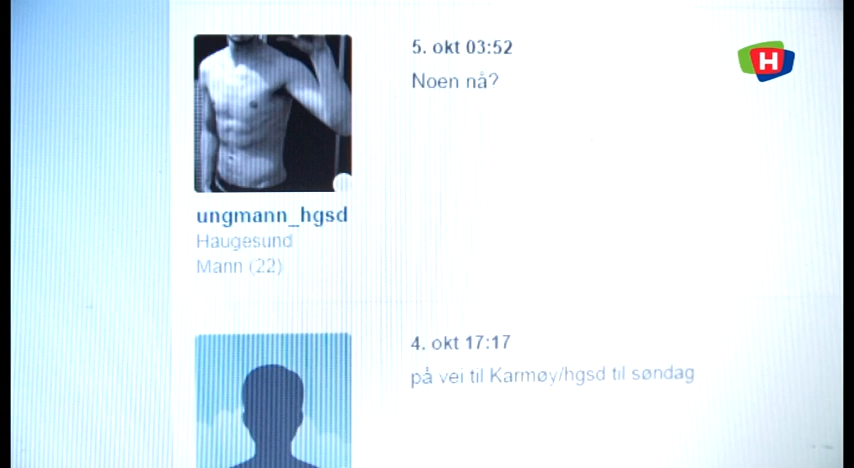 5. okt 03:52
Noen nå?
H
ungmann_hgsd
Haugesund
Mann (22)
4. okt 17:17
på vei til Karmøy/hgsd til søndag